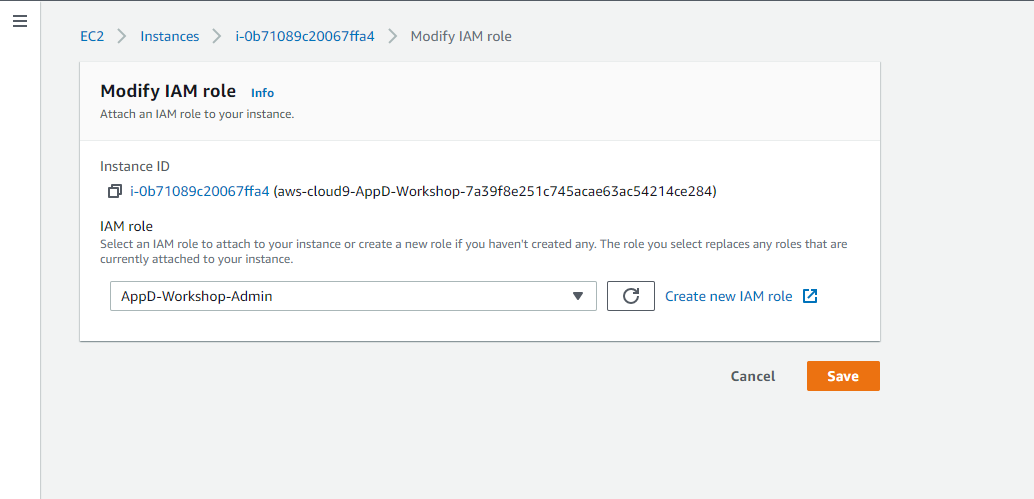 EC2 Instances i-0b71089c20067ffa4 Modify IAM role
Modify IAM role Info
Attach an IAM role to your instance.
Instance ID
i-0b71089c20067ffa4 (aws-cloud9-AppD-Workshop-7a39f8e251c745acae63ac54214ce284)
IAM role
Select an IAM role to attach to your instance or create a new role if you haven't created any. The role you select replaces any roles that are
currently attached to your instance.
AppD-Workshop-Admin Create new IAM role
Cancel Save